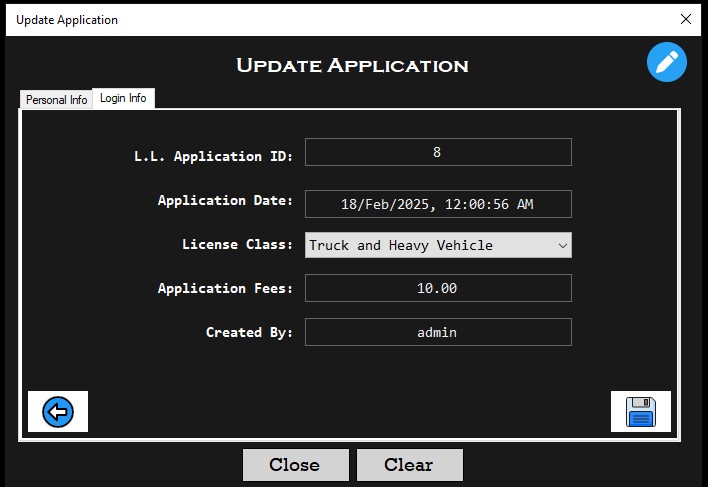 Update Application
UPDATE APPLICATION
Personal Info Login Info
L.L. Application ID: 8
Application Date: 18/Feb/2025, 12:00:56 AM
License Class: Truck and Heavy Vehicle
Application Fees: 10.00
Created By: admin
Close Clear